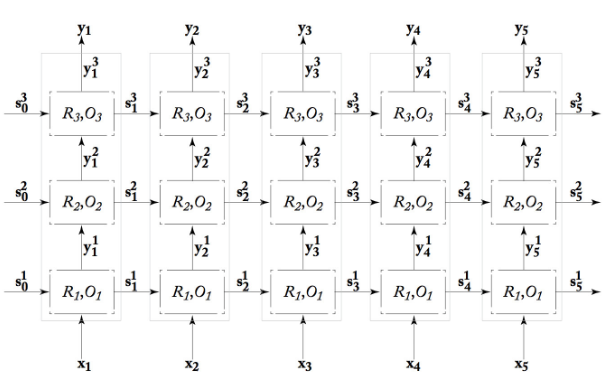 y₁ y₂ y₃ y₄ y₅
y₁³ y₂³ y₃³ y₄³ y₅³
s₀³ R₃,O₃ s₁³ R₃,O₃ s₂³ R₃,O₃ s₃³ R₃,O₃ s₄³ R₃,O₃ s₅³
y₁² y₂² y₃² y₄² y₅²
s₀² R₂,O₂ s₁² R₂,O₂ s₂² R₂,O₂ s₃² R₂,O₂ s₄² R₂,O₂ s₅²
y₁¹ y₂¹ y₃¹ y₄¹ y₅¹
s₀¹ R₁,O₁ s₁¹ R₁,O₁ s₂¹ R₁,O₁ s₃¹ R₁,O₁ s₄¹ R₁,O₁ s₅¹
x₁ x₂ x₃ x₄ x₅